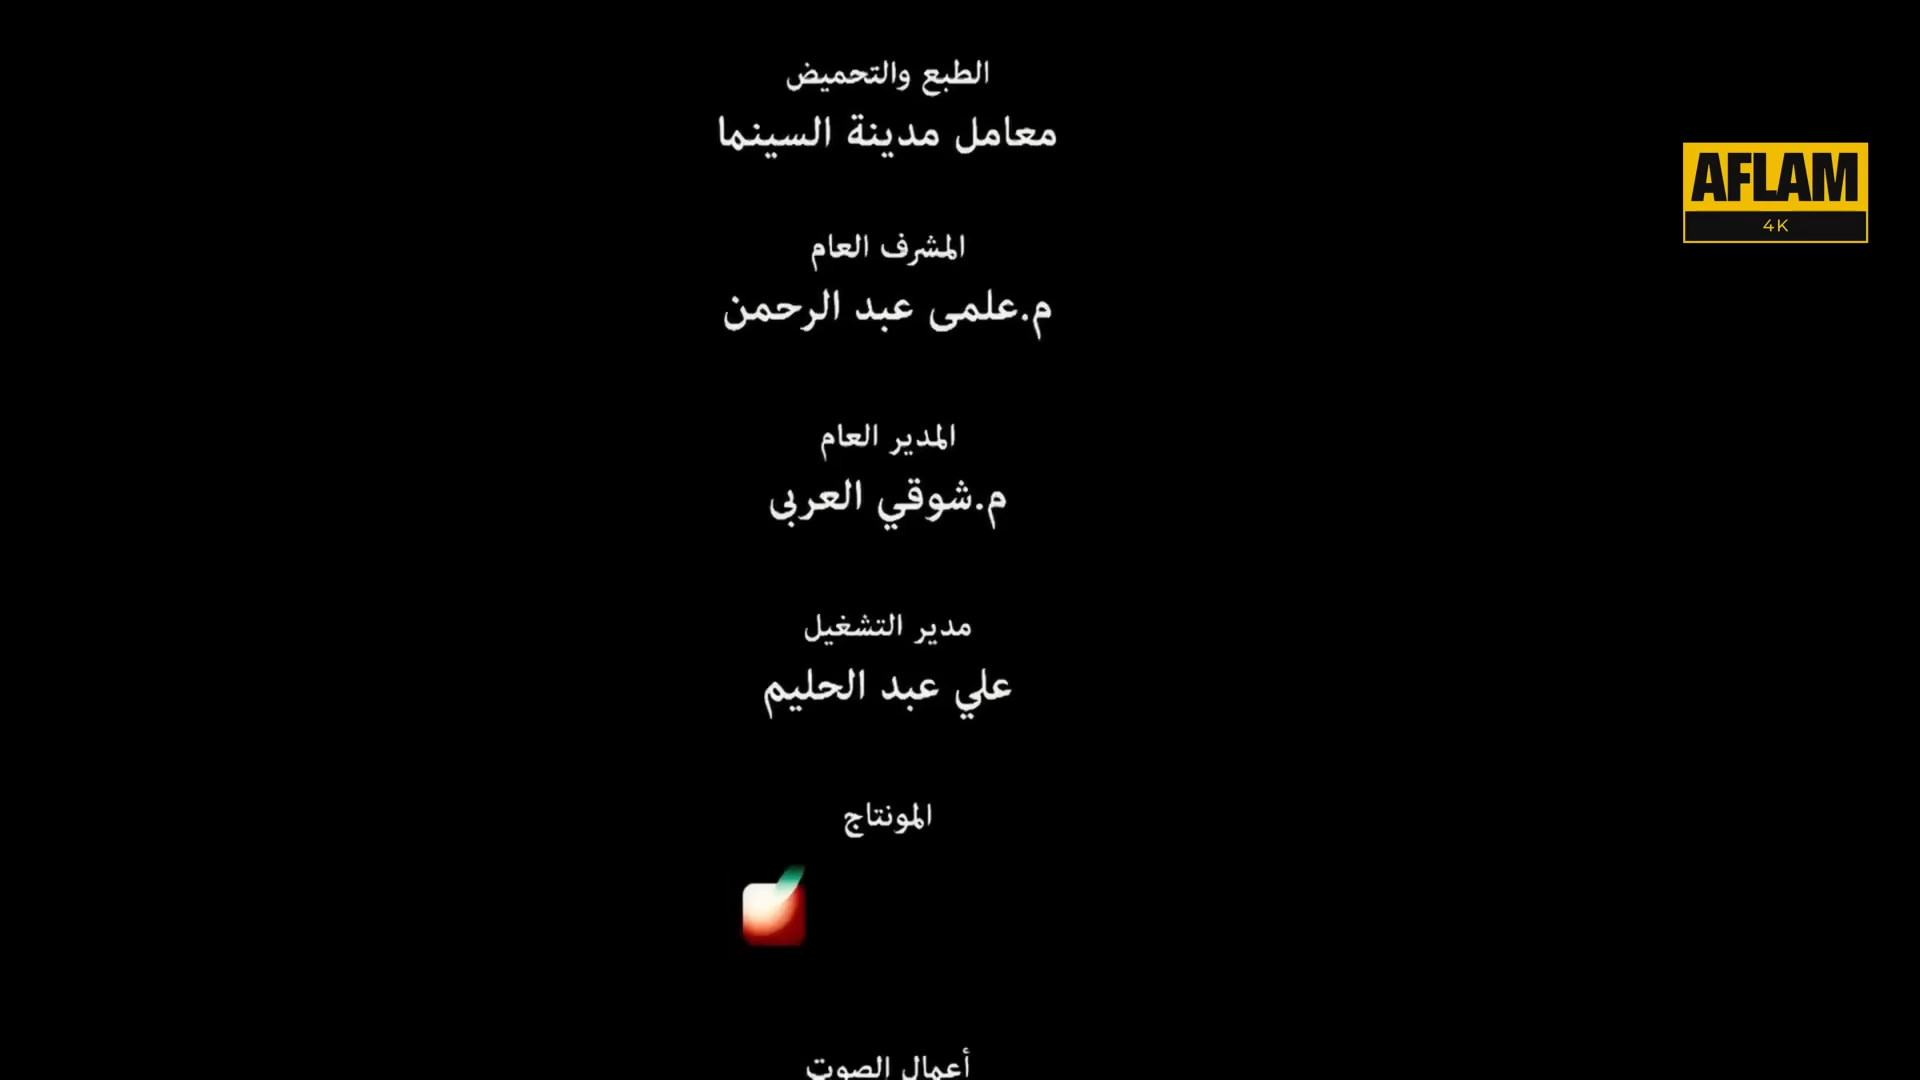 الطبع والتحميض
معامل مدينة السينما
AFLAM
4K
المشرف العام
م.علمى عبد الرحمن
المدير العام
م.شوقي العربى
مدير التشغيل
علي عبد الحليم
المونتاج
أعمال الصوت